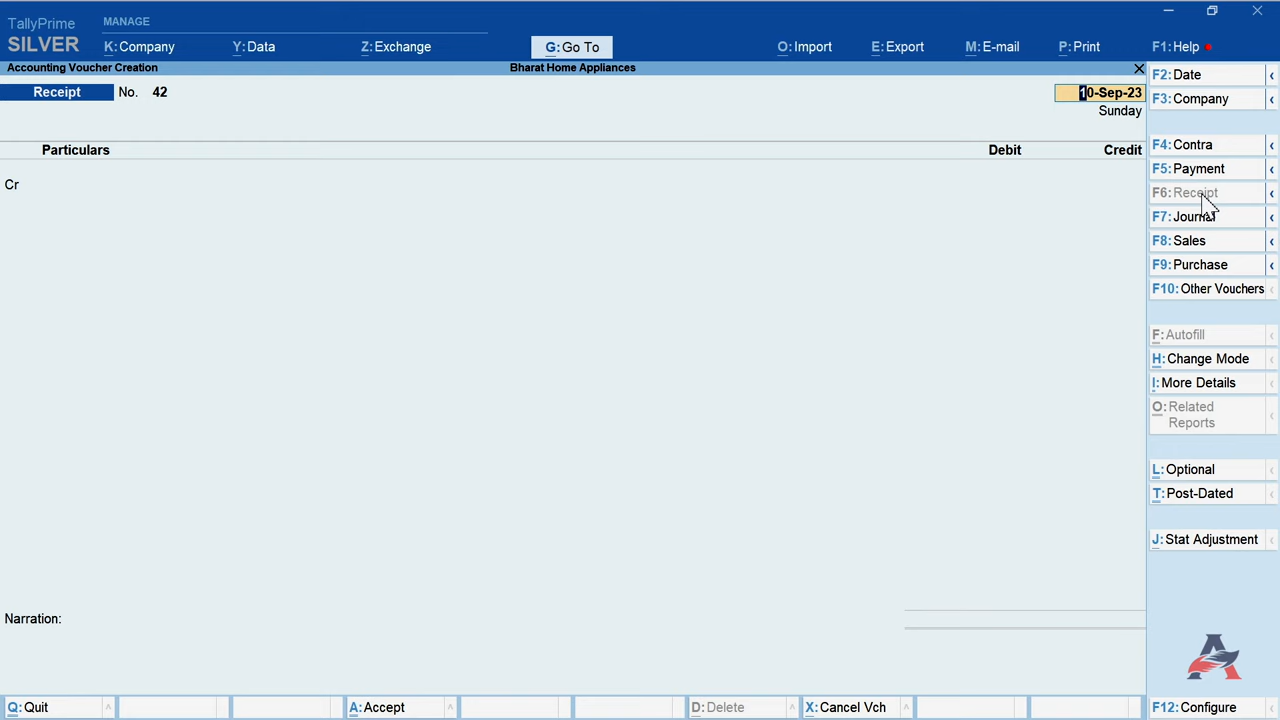 TallyPrime
SILVER
MANAGE
K:Company
Y:Data
Z:Exchange
G:Go To
O:Import
E:Export
M:E-mail
P:Print
F1:Help
Accounting Voucher Creation
Bharat Home Appliances
Receipt No. 42
10-Sep-23
Sunday
Particulars Debit Credit
Cr
Narration:
F2:Date
F3:Company
F4:Contra
F5:Payment
F6:Receipt
F7:Journal
F8:Sales
F9:Purchase
F10:Other Vouchers
F:Autofill
H:Change Mode
I:More Details
O:Related
Reports
L:Optional
T:Post-Dated
J:Stat Adjustment
Q:Quit
A:Accept
D:Delete
X:Cancel Vch
F12:Configure